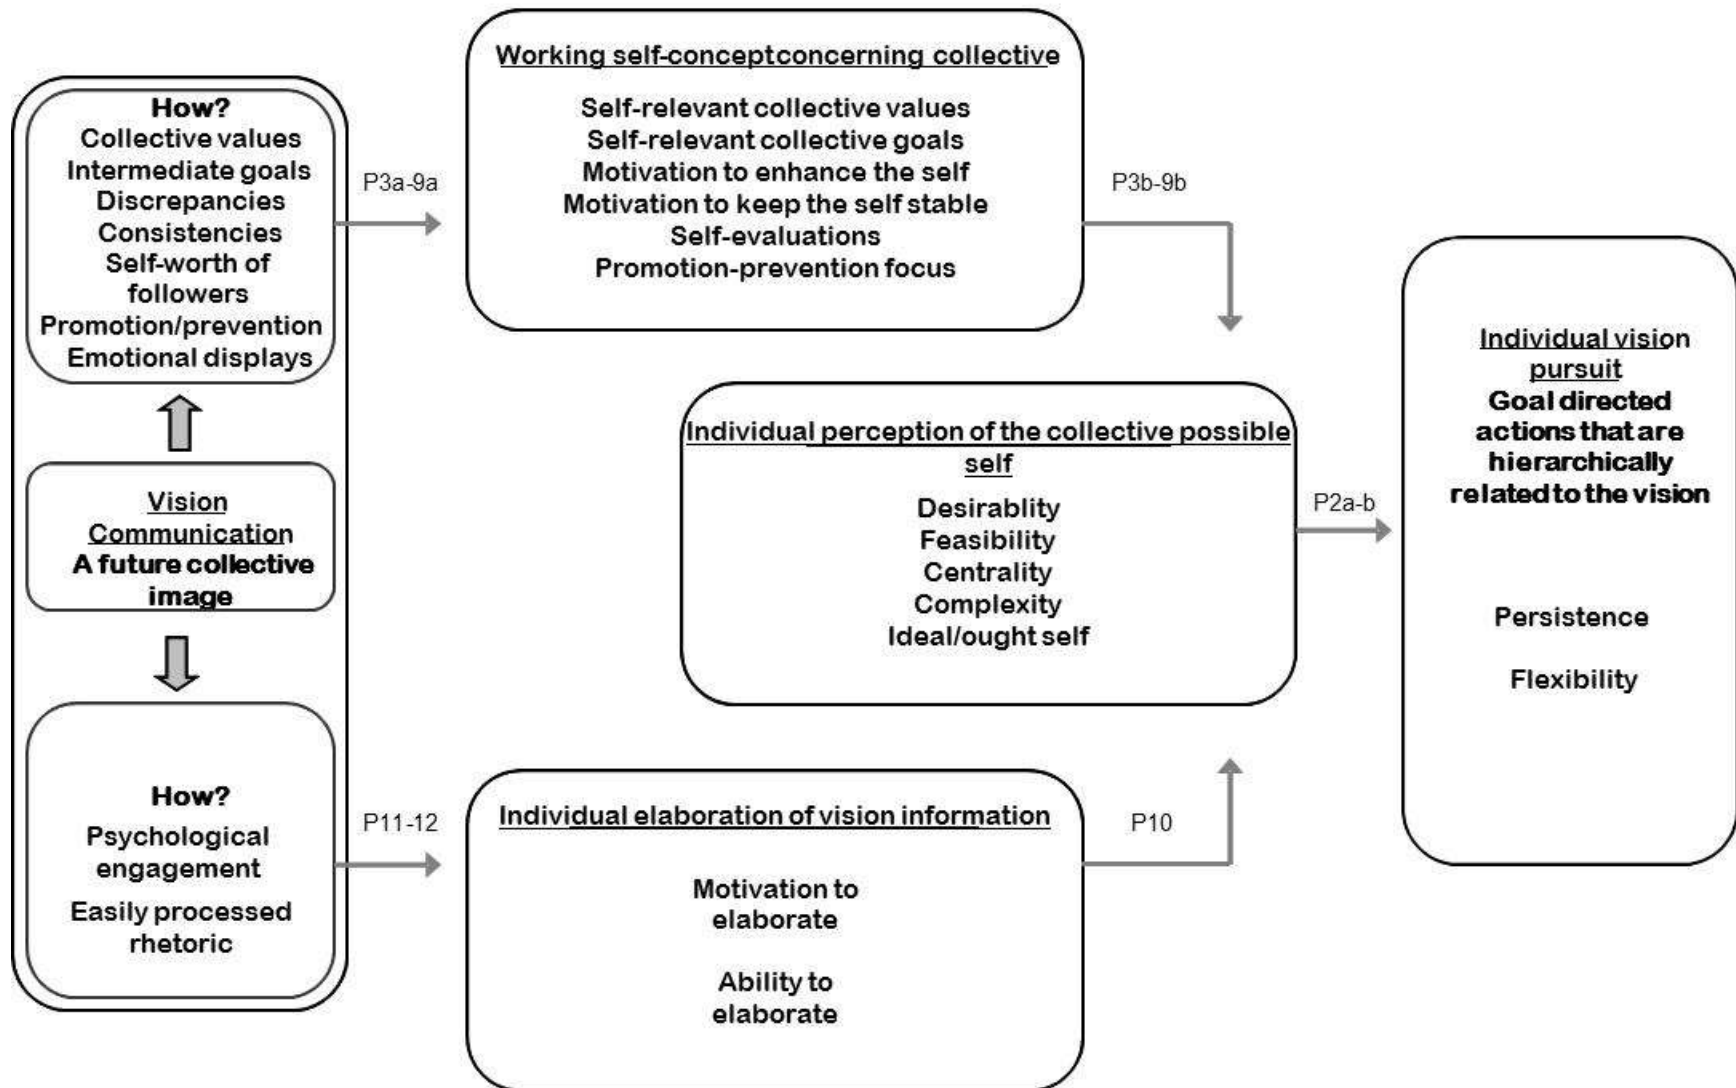 How?
Collective values
Intermediate goals
Discrepancies
Consistencies
Self-worth of
followers
Promotion/prevention
Emotional displays
Vision
Communication
A future collective
image
How?
Psychological
engagement
Easily processed
rhetoric
P3a-9a
P11-12
Working self-concept concerning collective
Self-relevant collective values
Self-relevant collective goals
Motivation to enhance the self
Motivation to keep the self stable
Self-evaluations
Promotion-prevention focus
P3b-9b
Individual perception of the collective possible
self
Desirablity
Feasibility
Centrality
Complexity
Ideal/ought self
Individual elaboration of vision information
Motivation to
elaborate
Ability to
elaborate
P10
P2a-b
Individual vision
pursuit
Goal directed
actions that are
hierarchically
related to the vision
Persistence
Flexibility